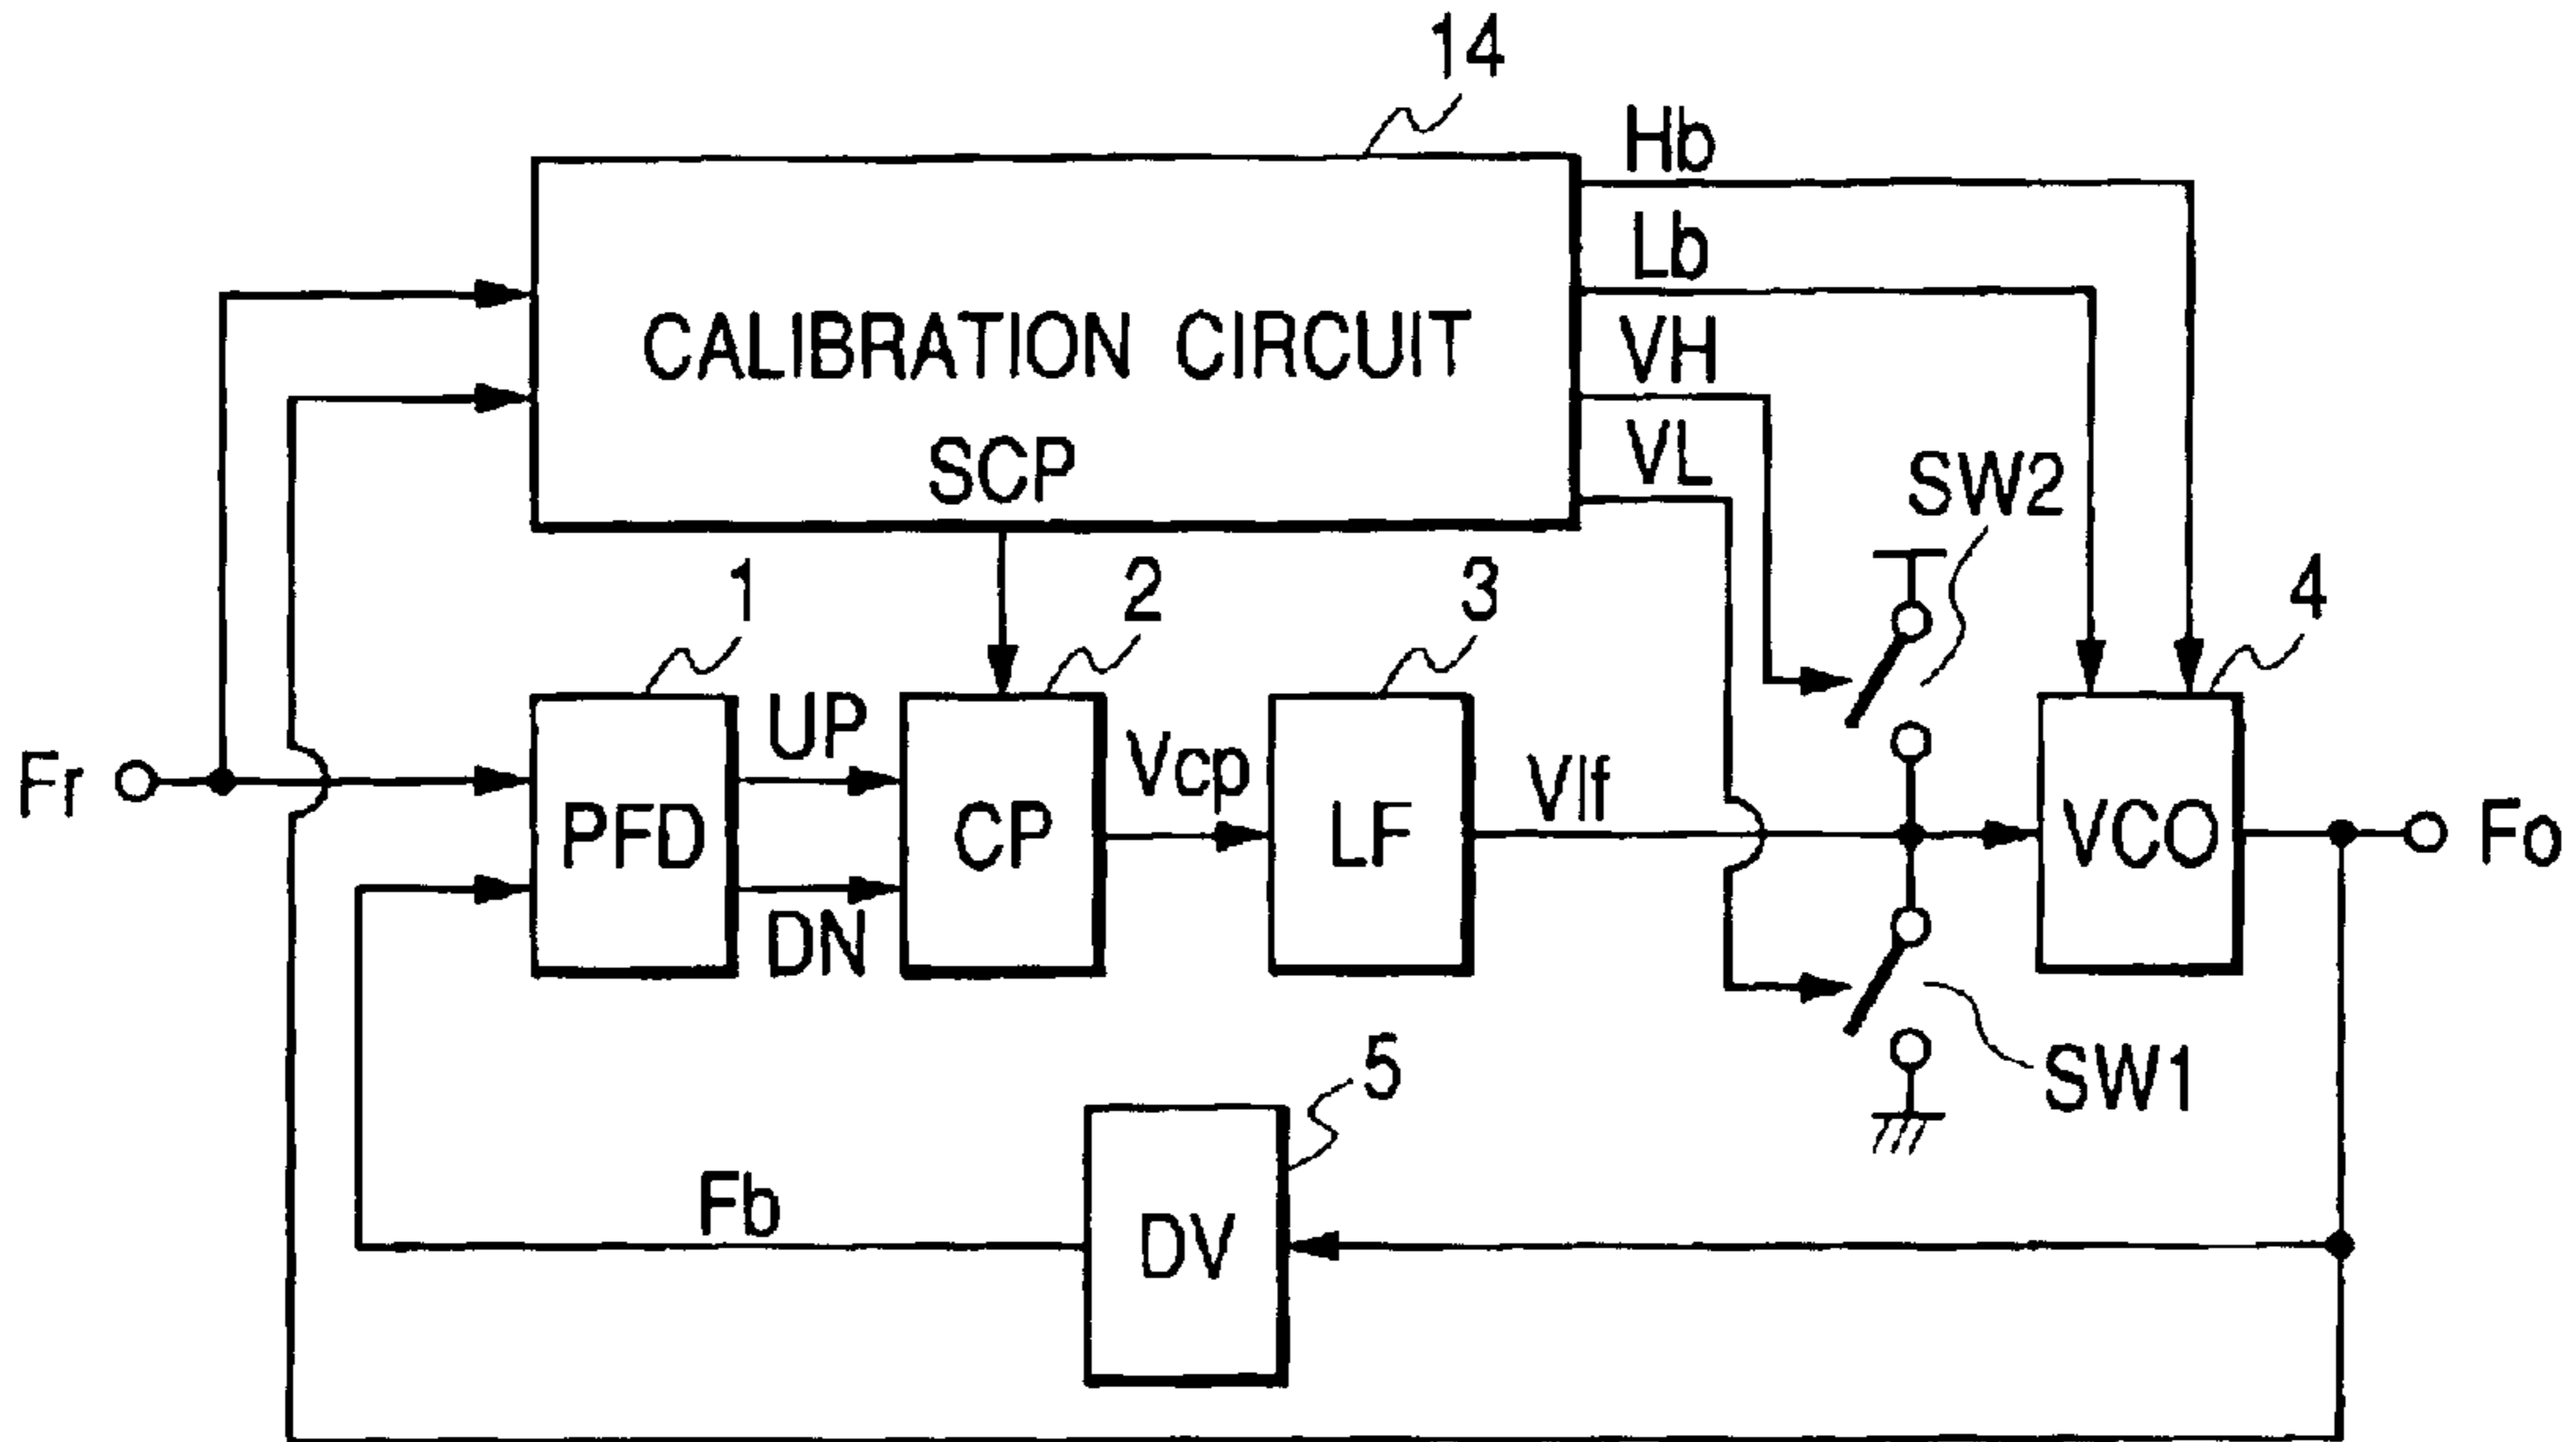 14
Hb
Lb
CALIBRATION CIRCUIT
VH
VL
SCP
SW2
1
2
3
4
UP
Vcp
Vlf
Fr
PFD
CP
LF
VCO
Fo
DN
5
SW1
Fb
DV